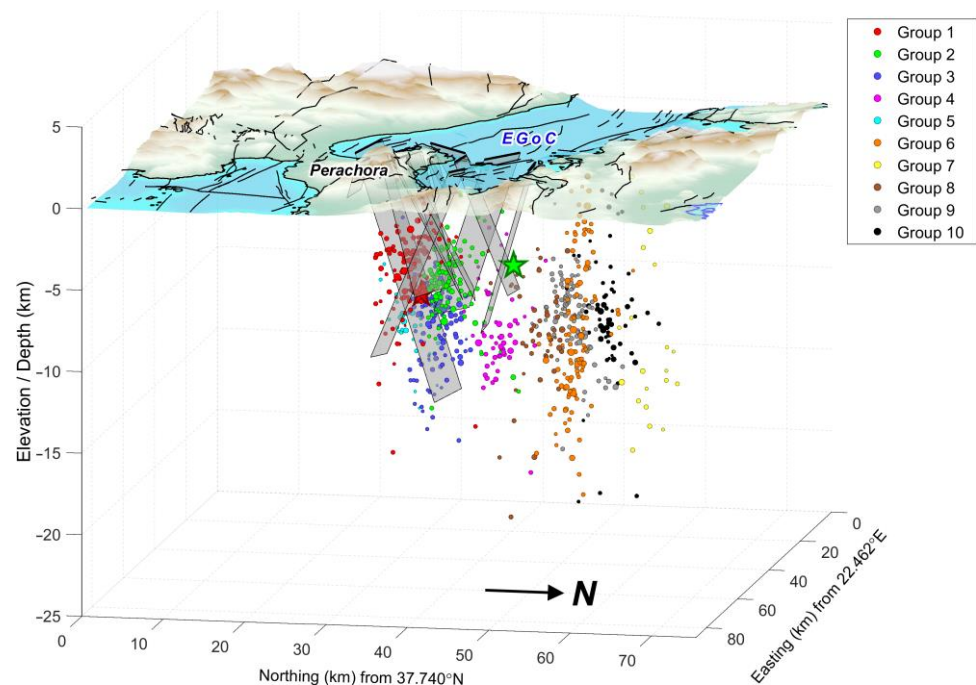 Group 1
Group 2
Group 3
Group 4
Group 5
Group 6
Group 7
Group 8
Group 9
Group 10
5
0
−5
−10
−15
−20
−25
Elevation / Depth (km)
E G o C
Perachora
N
0
10
20
30
40
50
60
70
Northing (km) from 37.740°N
0
20
40
60
80
Easting (km) from 22.462°E